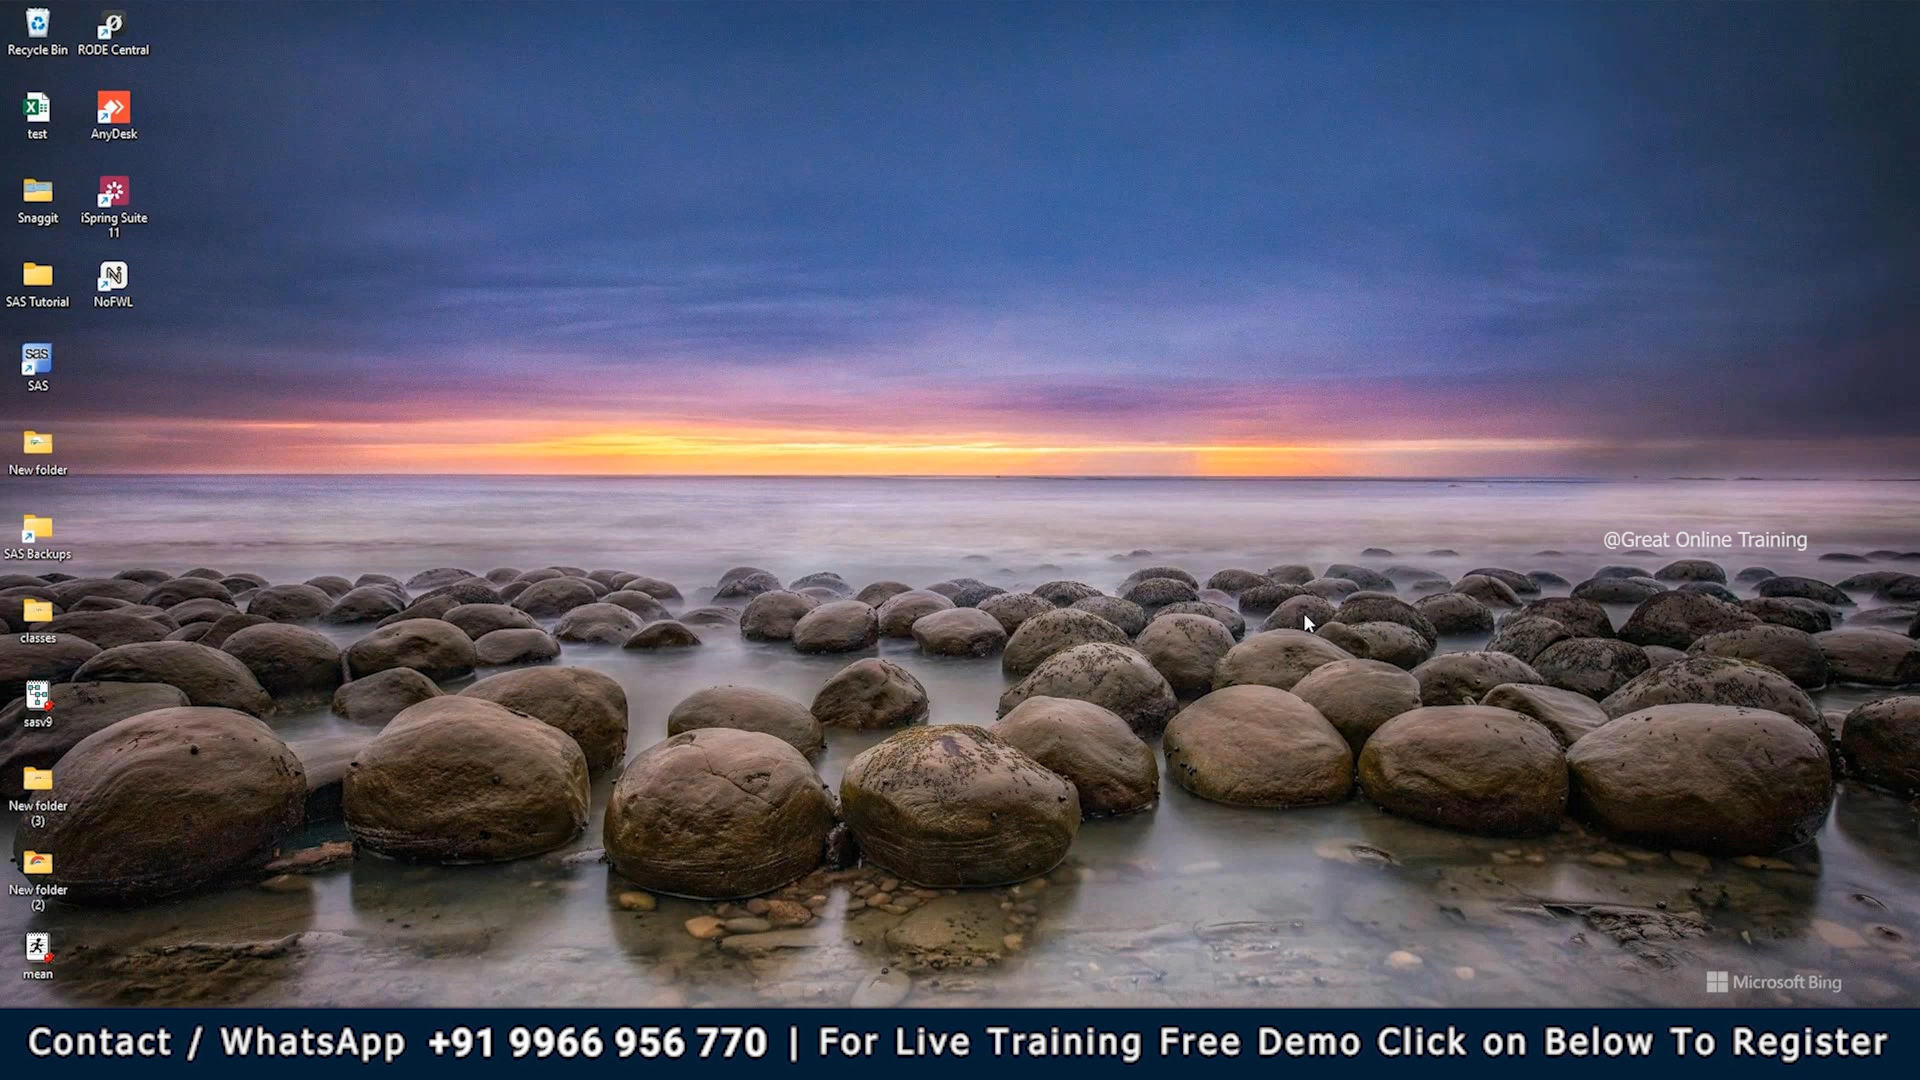 Recycle Bin
RODE Central
test
AnyDesk
Snaggit
iSpring Suite
11
SAS Tutorial
NoFWL
sas
SAS
New folder
SAS Backups
@Great Online Training
classes
sasv9
New folder
(3)
New folder
(2)
mean
Microsoft Bing
Contact / WhatsApp +91 9966 956 770 | For Live Training Free Demo Click on Below To Register